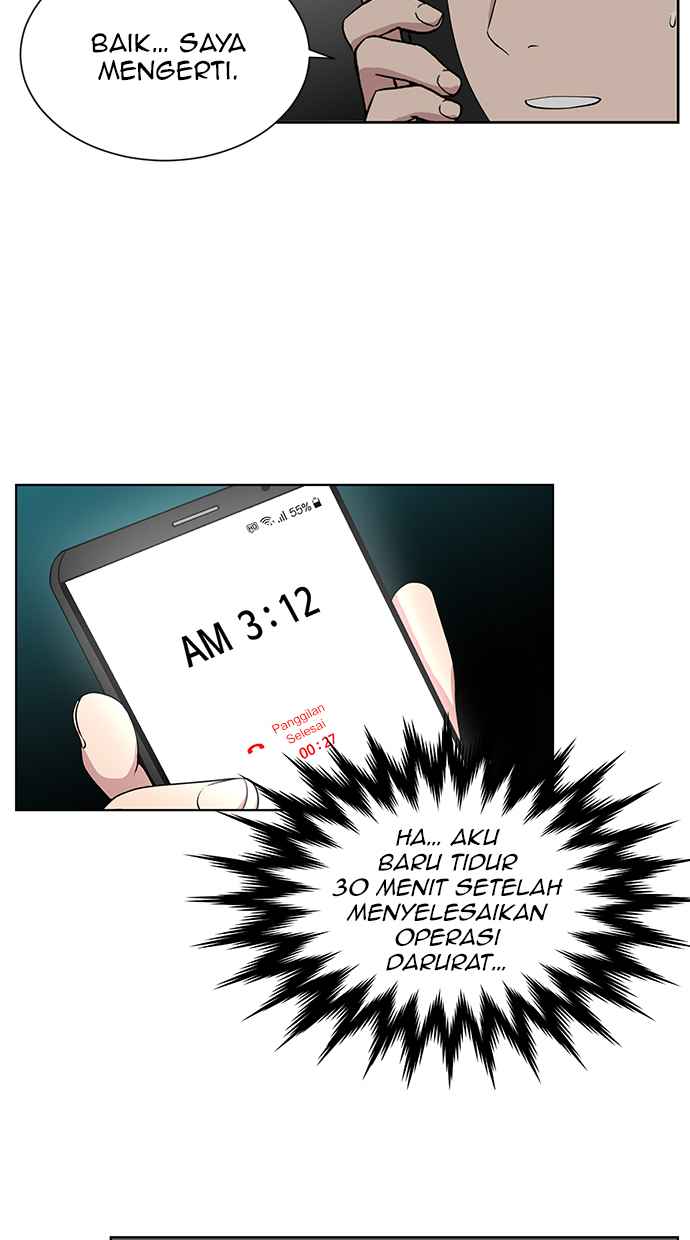 BAIK... SAYA
MENGERTI.
HD 55%
AM 3:12
Panggilan
Selesai
00:27
HA... AKU
BARU TIDUR
30 MENIT SETELAH
MENYELESAIKAN
OPERASI
DARURAT...